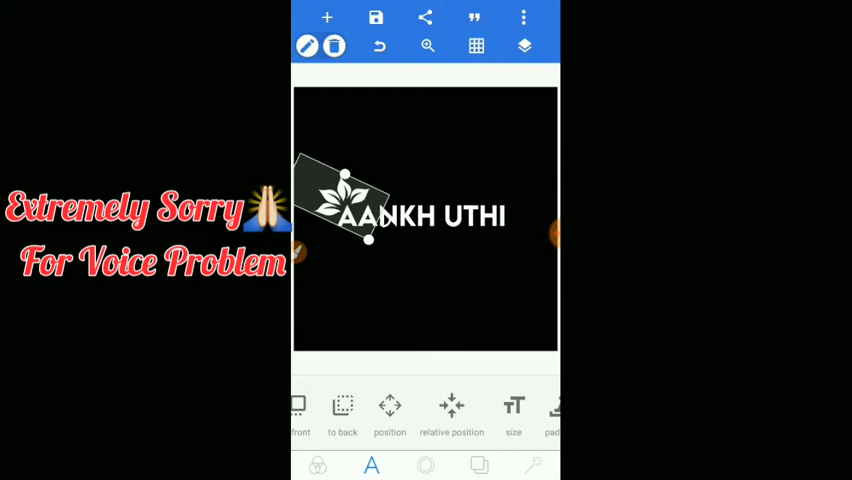 Extremely Sorry🙏
For Voice Problem
AANKH UTHI
front
to back
position
relative position
size
pad
A